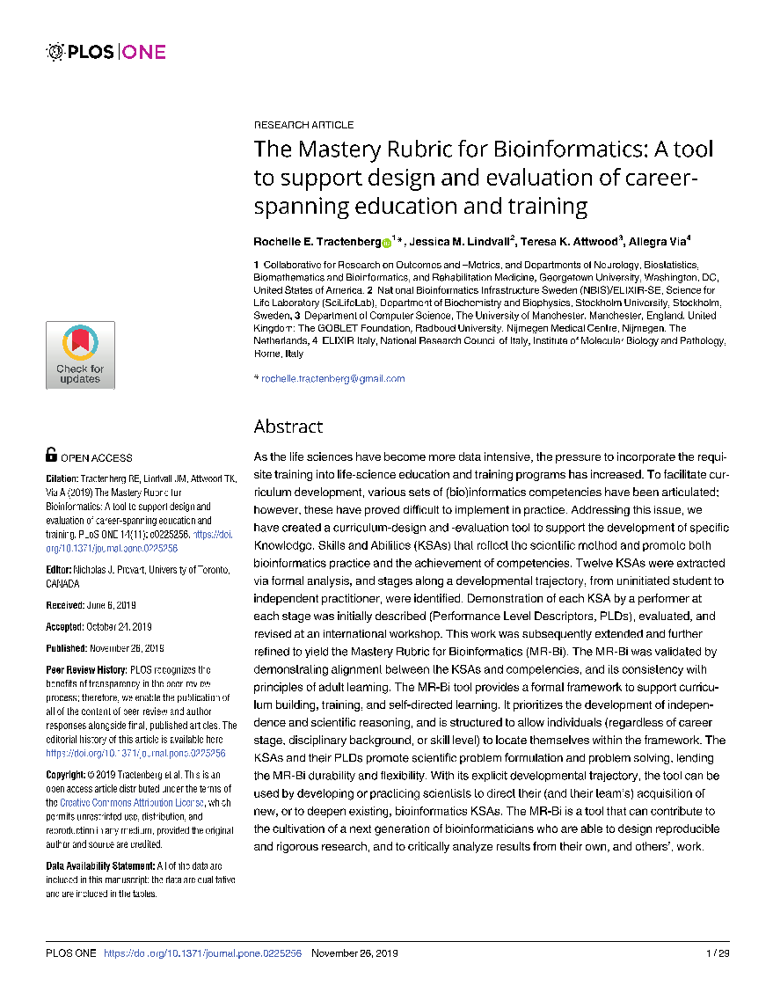 PLOS ONE
RESEARCH ARTICLE
The Mastery Rubric for Bioinformatics: A tool
to support design and evaluation of career-
spanning education and training
Rochelle E. Tractenberg iD 1*, Jessica M. Lindvall2, Teresa K. Attwood3, Allegra Via4
1 Collaborative for Research on Outcomes and –Metrics, and Departments of Neurology, Biostatistics,
Biomathematics and Bioinformatics, and Rehabilitation Medicine, Georgetown University, Washington, DC,
United States of America, 2 National Bioinformatics Infrastructure Sweden (NBIS)/ELIXIR-SE, Science for
Life Laboratory (SciLifeLab), Department of Biochemistry and Biophysics, Stockholm University, Stockholm,
Sweden, 3 Department of Computer Science, The University of Manchester, Manchester, England, United
Kingdom; The GOBLET Foundation, Radboud University, Nijmegen Medical Centre, Nijmegen, The
Netherlands, 4 ELIXIR Italy, National Research Council of Italy, Institute of Molecular Biology and Pathology,
Rome, Italy
* rochelle.tractenberg@gmail.com
Check for
updates
Abstract
As the life sciences have become more data intensive, the pressure to incorporate the requi-
site training into life-science education and training programs has increased. To facilitate cur-
riculum development, various sets of (bio)informatics competencies have been articulated;
however, these have proved difficult to implement in practice. Addressing this issue, we
have created a curriculum-design and -evaluation tool to support the development of specific
Knowledge, Skills and Abilities (KSAs) that reflect the scientific method and promote both
bioinformatics practice and the achievement of competencies. Twelve KSAs were extracted
via formal analysis, and stages along a developmental trajectory, from uninitiated student to
independent practitioner, were identified. Demonstration of each KSA by a performer at
each stage was initially described (Performance Level Descriptors, PLDs), evaluated, and
revised at an international workshop. This work was subsequently extended and further
refined to yield the Mastery Rubric for Bioinformatics (MR-Bi). The MR-Bi was validated by
demonstrating alignment between the KSAs and competencies, and its consistency with
principles of adult learning. The MR-Bi tool provides a formal framework to support curricu-
lum building, training, and self-directed learning. It prioritizes the development of indepen-
dence and scientific reasoning, and is structured to allow individuals (regardless of career
stage, disciplinary background, or skill level) to locate themselves within the framework. The
KSAs and their PLDs promote scientific problem formulation and problem solving, lending
the MR-Bi durability and flexibility. With its explicit developmental trajectory, the tool can be
used by developing or practicing scientists to direct their (and their team's) acquisition of
new, or to deepen existing, bioinformatics KSAs. The MR-Bi is a tool that can contribute to
the cultivation of a next generation of bioinformaticians who are able to design reproducible
and rigorous research, and to critically analyze results from their own, and others', work.
OPEN ACCESS
Citation: Tractenberg RE, Lindvall JM, Attwood TK,
Via A (2019) The Mastery Rubric for
Bioinformatics: A tool to support design and
evaluation of career-spanning education and
training. PLoS ONE 14(11): e0225256. https://doi.
org/10.1371/journal.pone.0225256
Editor: Nicholas J. Provart, University of Toronto,
CANADA
Received: June 6, 2019
Accepted: October 24, 2019
Published: November 26, 2019
Peer Review History: PLOS recognizes the
benefits of transparency in the peer review
process; therefore, we enable the publication of
all of the content of peer review and author
responses alongside final, published articles. The
editorial history of this article is available here:
https://doi.org/10.1371/journal.pone.0225256
Copyright: © 2019 Tractenberg et al. This is an
open access article distributed under the terms of
the Creative Commons Attribution License, which
permits unrestricted use, distribution, and
reproduction in any medium, provided the original
author and source are credited.
Data Availability Statement: All of the data are
included in this manuscript; the data are qualitative
and are included in the tables.
PLOS ONE https://doi.org/10.1371/journal.pone.0225256 November 26, 2019 1 / 29